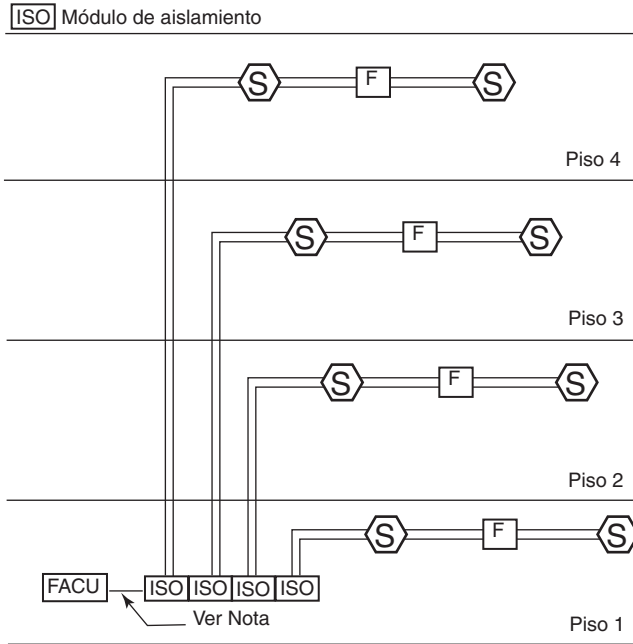 ISO Módulo de aislamiento
S F S
Piso 4
S F S
Piso 3
S F S
Piso 2
S F S
FACU ISO ISO ISO ISO
Ver Nota
Piso 1